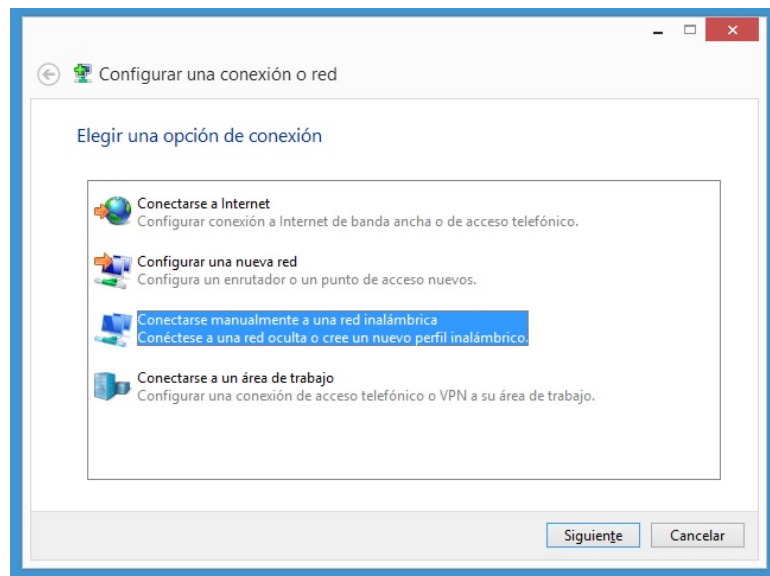 Configurar una conexión o red
Elegir una opción de conexión
Conectarse a Internet
Configurar conexión a Internet de banda ancha o de acceso telefónico.
Configurar una nueva red
Configura un enrutador o un punto de acceso nuevos.
Conectarse manualmente a una red inalámbrica
Conéctese a una red oculta o cree un nuevo perfil inalámbrico.
Conectarse a un área de trabajo
Configurar una conexión de acceso telefónico o VPN a su área de trabajo.
Siguiente Cancelar